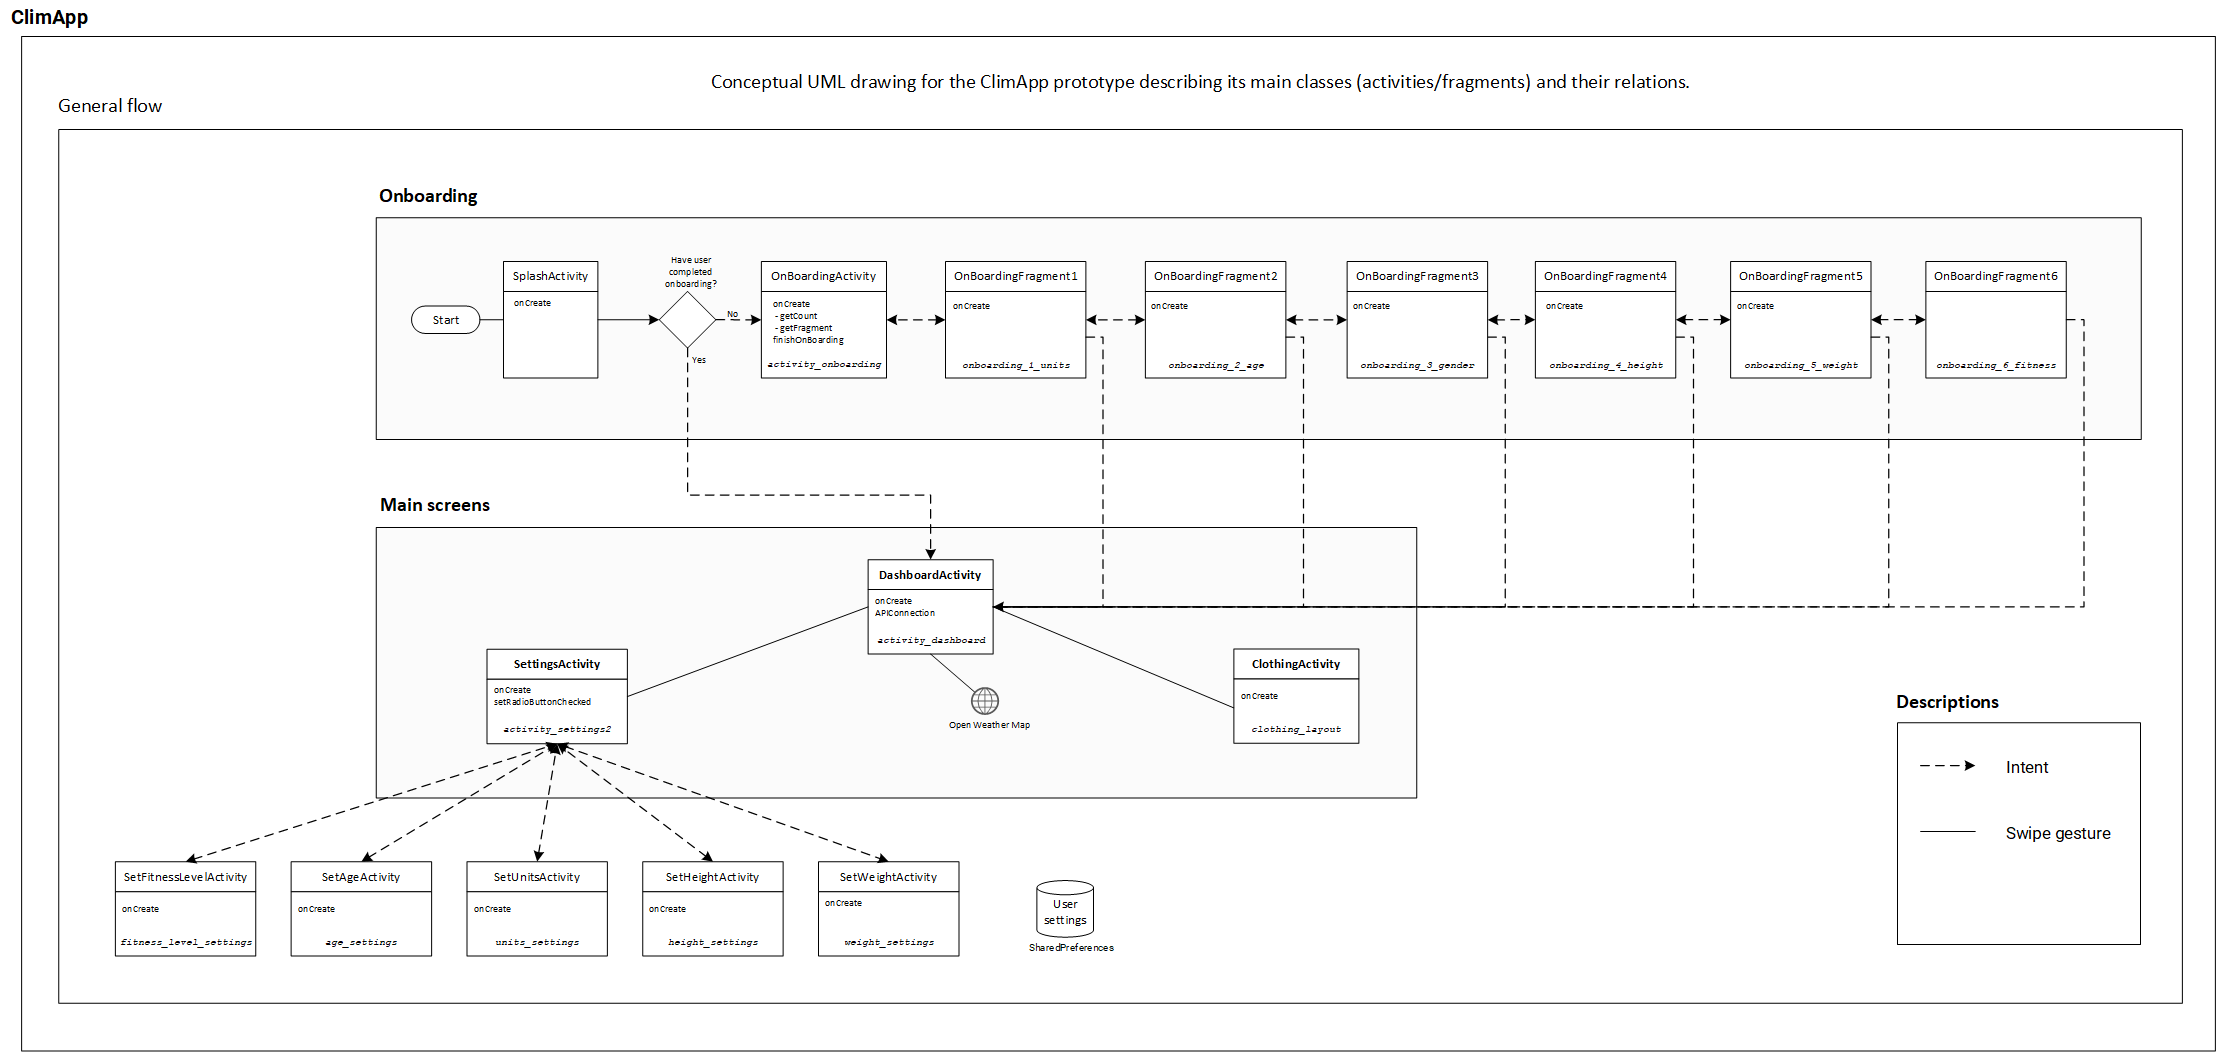 ClimApp
Conceptual UML drawing for the ClimApp prototype describing its main classes (activities/fragments) and their relations.
General flow
Onboarding
Start
SplashActivity
onCreate
Have user
completed
onboarding?
No
Yes
OnBoardingActivity
onCreate
- getCount
- getFragment
finishOnBoarding
activity_onboarding
OnBoardingFragment1
onCreate
onboarding_1_units
OnBoardingFragment2
onCreate
onboarding_2_age
OnBoardingFragment3
onCreate
onboarding_3_gender
OnBoardingFragment4
onCreate
onboarding_4_height
OnBoardingFragment5
onCreate
onboarding_5_weight
OnBoardingFragment6
onCreate
onboarding_6_fitness
Main screens
DashboardActivity
onCreate
APIConnection
activity_dashboard
SettingsActivity
onCreate
setRadioButtonChecked
activity_settings2
Open Weather Map
ClothingActivity
onCreate
clothing_layout
SetFitnessLevelActivity
onCreate
fitness_level_settings
SetAgeActivity
onCreate
age_settings
SetUnitsActivity
onCreate
units_settings
SetHeightActivity
onCreate
height_settings
SetWeightActivity
onCreate
weight_settings
User
settings
SharedPreferences
Descriptions
Intent
Swipe gesture